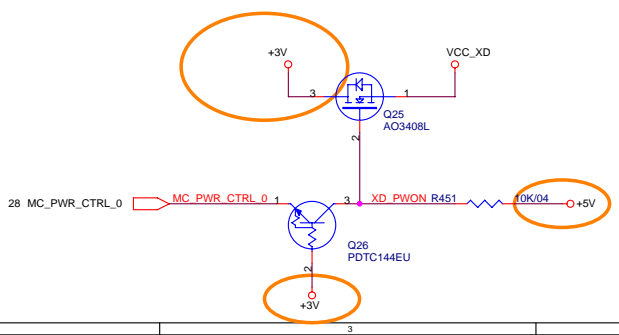 +3V
VCC_XD
3
1
Q25
AO3408L
2
28 MC_PWR_CTRL_0
MC_PWR_CTRL_0
1
3
XD_PWON
R451
10K/04
+5V
Q26
PDTC144EU
2
+3V
3